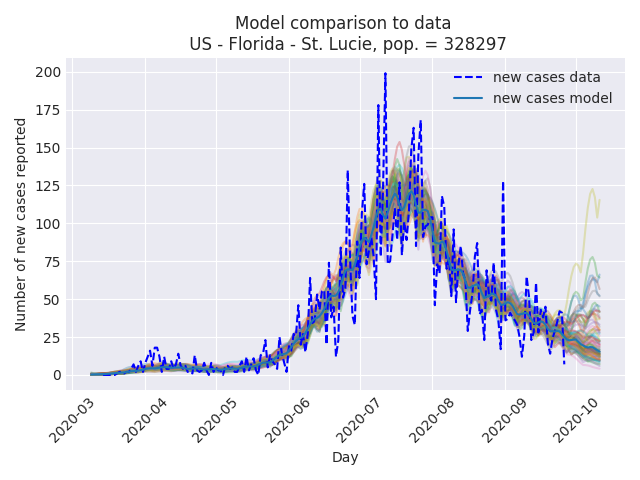 Model comparison to data
US - Florida - St. Lucie, pop. = 328297
new cases data
new cases model
Number of new cases reported
200
175
150
125
100
75
50
25
0
2020-03
2020-04
2020-05
2020-06
2020-07
2020-08
2020-09
2020-10
Day